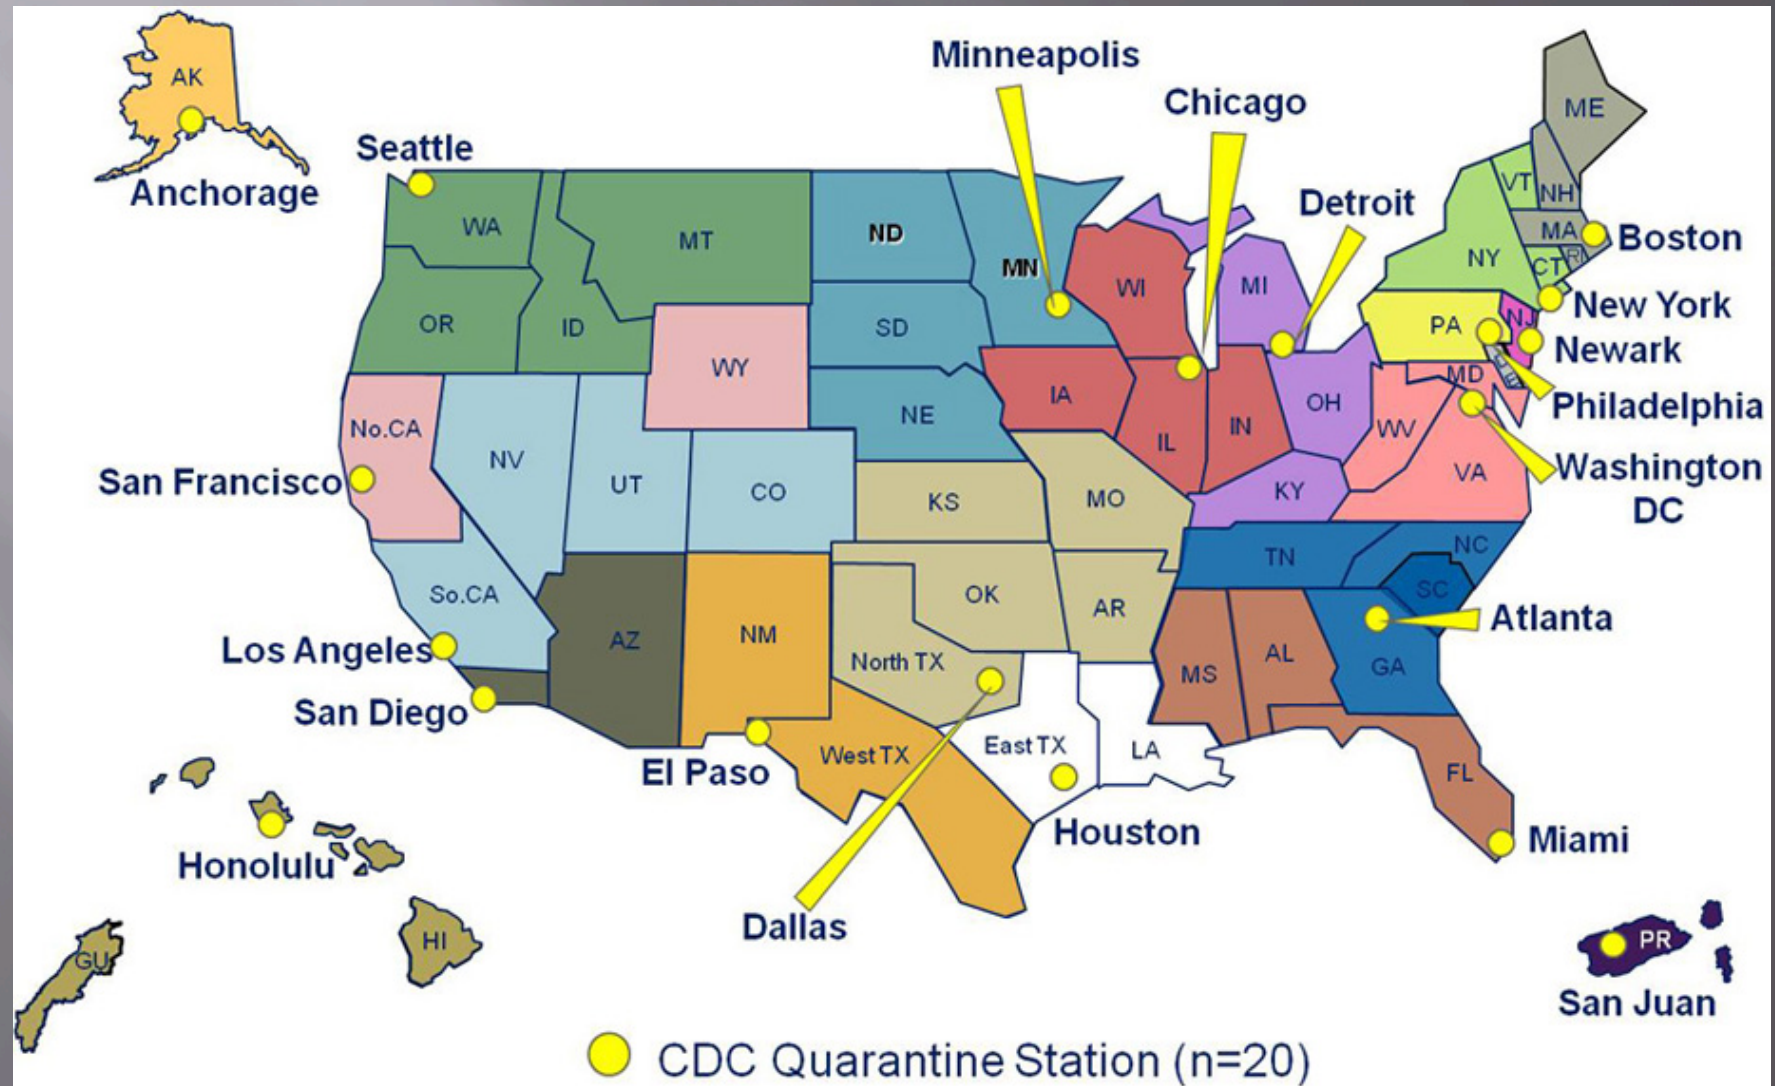 Minneapolis
AK
Chicago
Seattle
Anchorage
Detroit
ME
VT
NH
WA
MT
ND
MN
WI
MI
NY
MA
Boston
CT
RI
OR
ID
SD
PA
NJ
New York
Newark
WY
IA
NE
IL
IN
OH
MD
Philadelphia
No.CA
NV
UT
CO
KS
MO
KY
WV
VA
Washington
DC
San Francisco
So.CA
AZ
NM
OK
AR
TN
NC
SC
Atlanta
Los Angeles
San Diego
North TX
MS
AL
GA
El Paso
West TX
East TX
LA
FL
Houston
Miami
Honolulu
Dallas
GU
HI
PR
San Juan
CDC Quarantine Station (n=20)